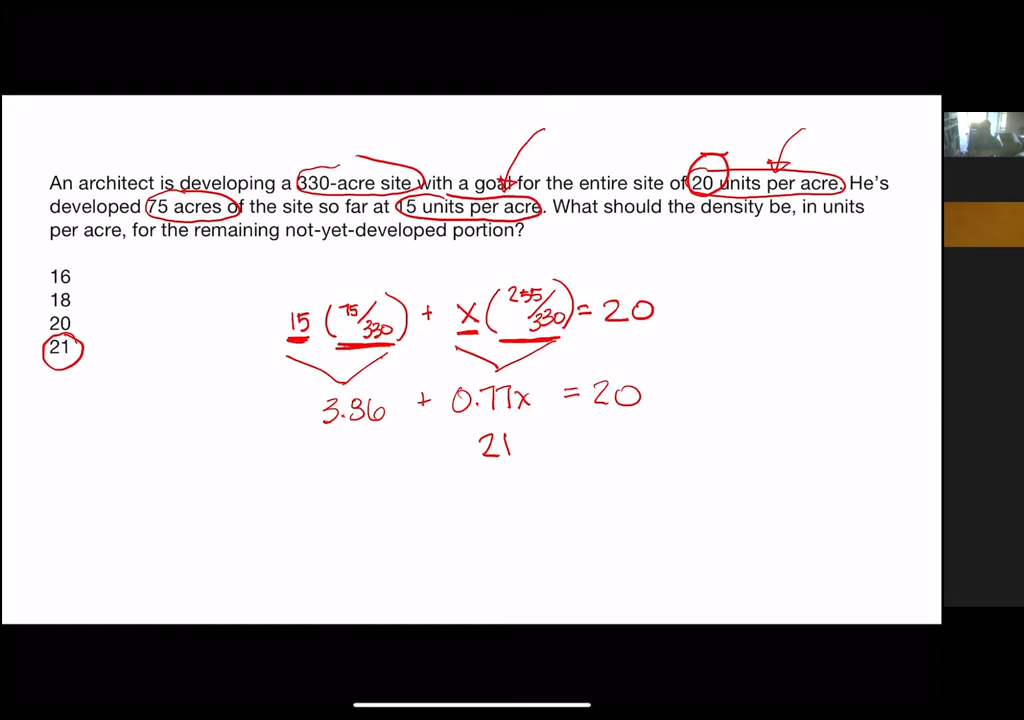 An architect is developing a 330-acre site with a goal for the entire site of 20 units per acre. He's
developed 75 acres of the site so far at 15 units per acre. What should the density be, in units
per acre, for the remaining not-yet-developed portion?
16
18
20
21
15 (75/330) + x (255/330) = 20
3.36 + 0.77x = 20
21